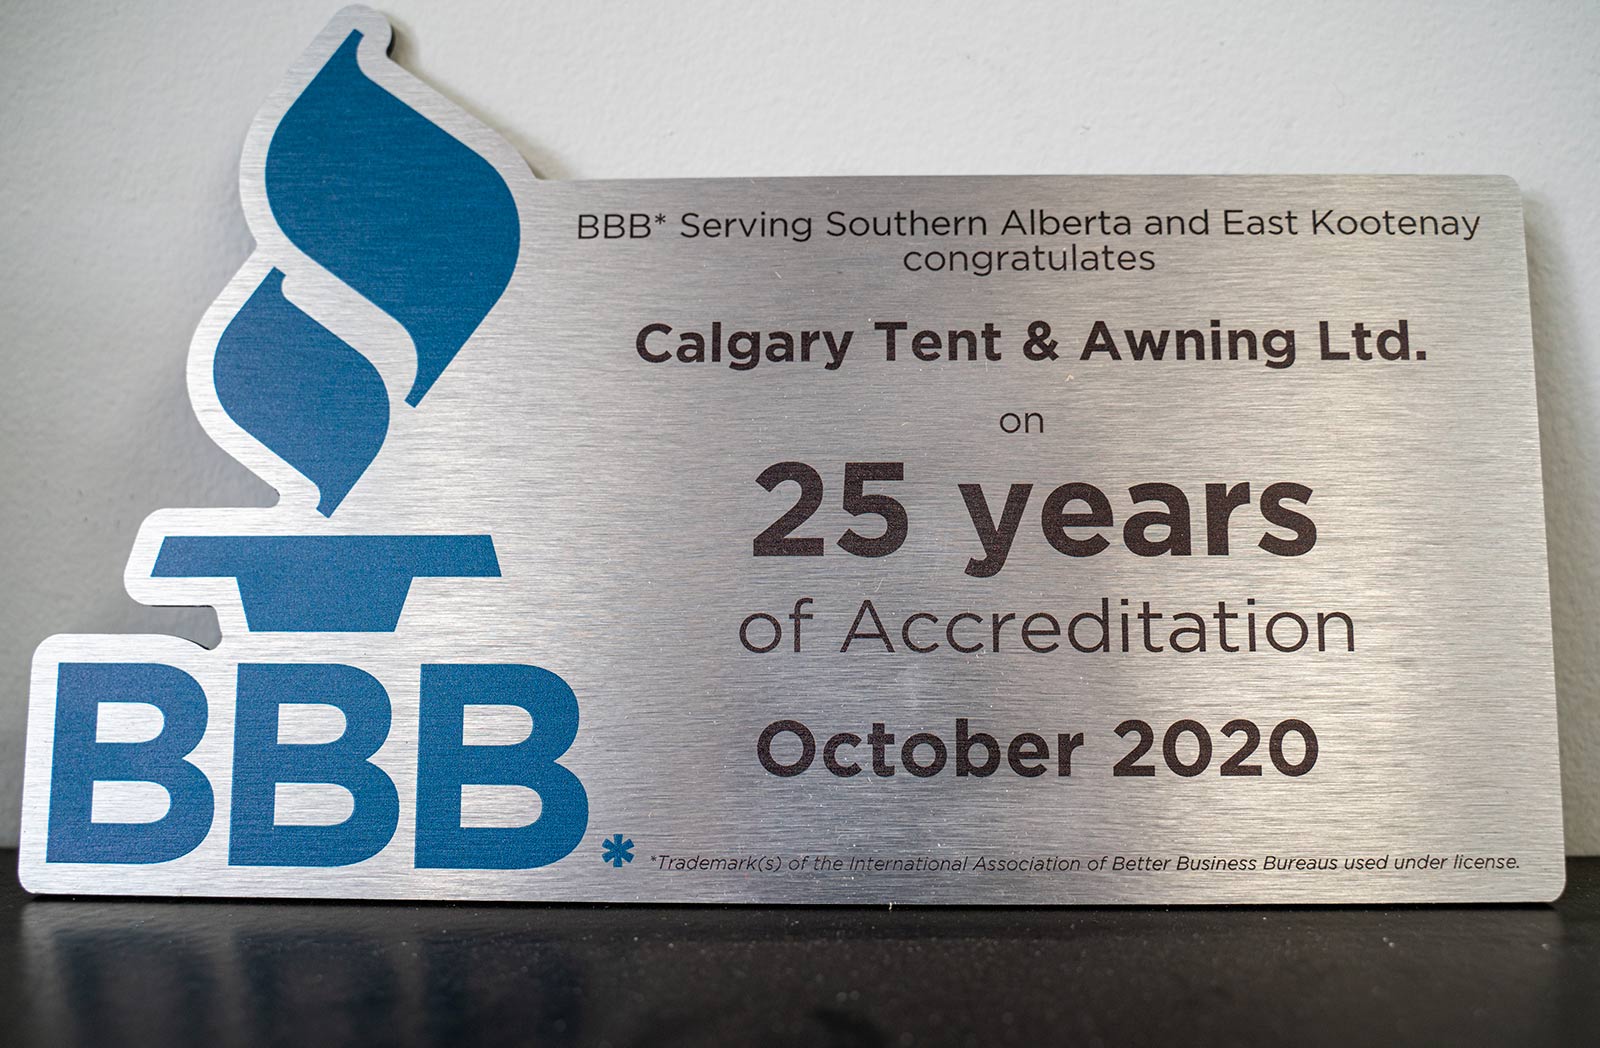 BBB* Serving Southern Alberta and East Kootenay
congratulates
Calgary Tent & Awning Ltd.
on
25 years
of Accreditation
October 2020
BBB.*
*Trademark(s) of the International Association of Better Business Bureaus used under license.